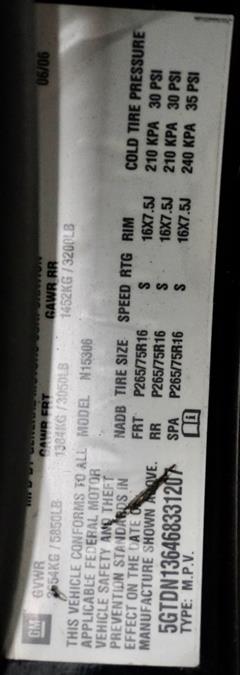 06/06
GM GVWR GAWR FRT GAWR RR
2654KG / 5850LB 1384KG / 3050LB 1452KG / 3200LB
THIS VEHICLE CONFORMS TO ALL
APPLICABLE FEDERAL MOTOR
VEHICLE SAFETY AND THEFT
PREVENTION STANDARDS IN
EFFECT ON THE DATE OF
MANUFACTURE SHOWN ABOVE.
5GTDN136468331207
TYPE: M.P.V.
MODEL N15306
NADB TIRE SIZE SPEED RTG RIM COLD TIRE PRESSURE
FRT P265/75R16 S 16X7.5J 210 KPA 30 PSI
RR P265/75R16 S 16X7.5J 210 KPA 30 PSI
SPA P265/75R16 S 16X7.5J 240 KPA 35 PSI